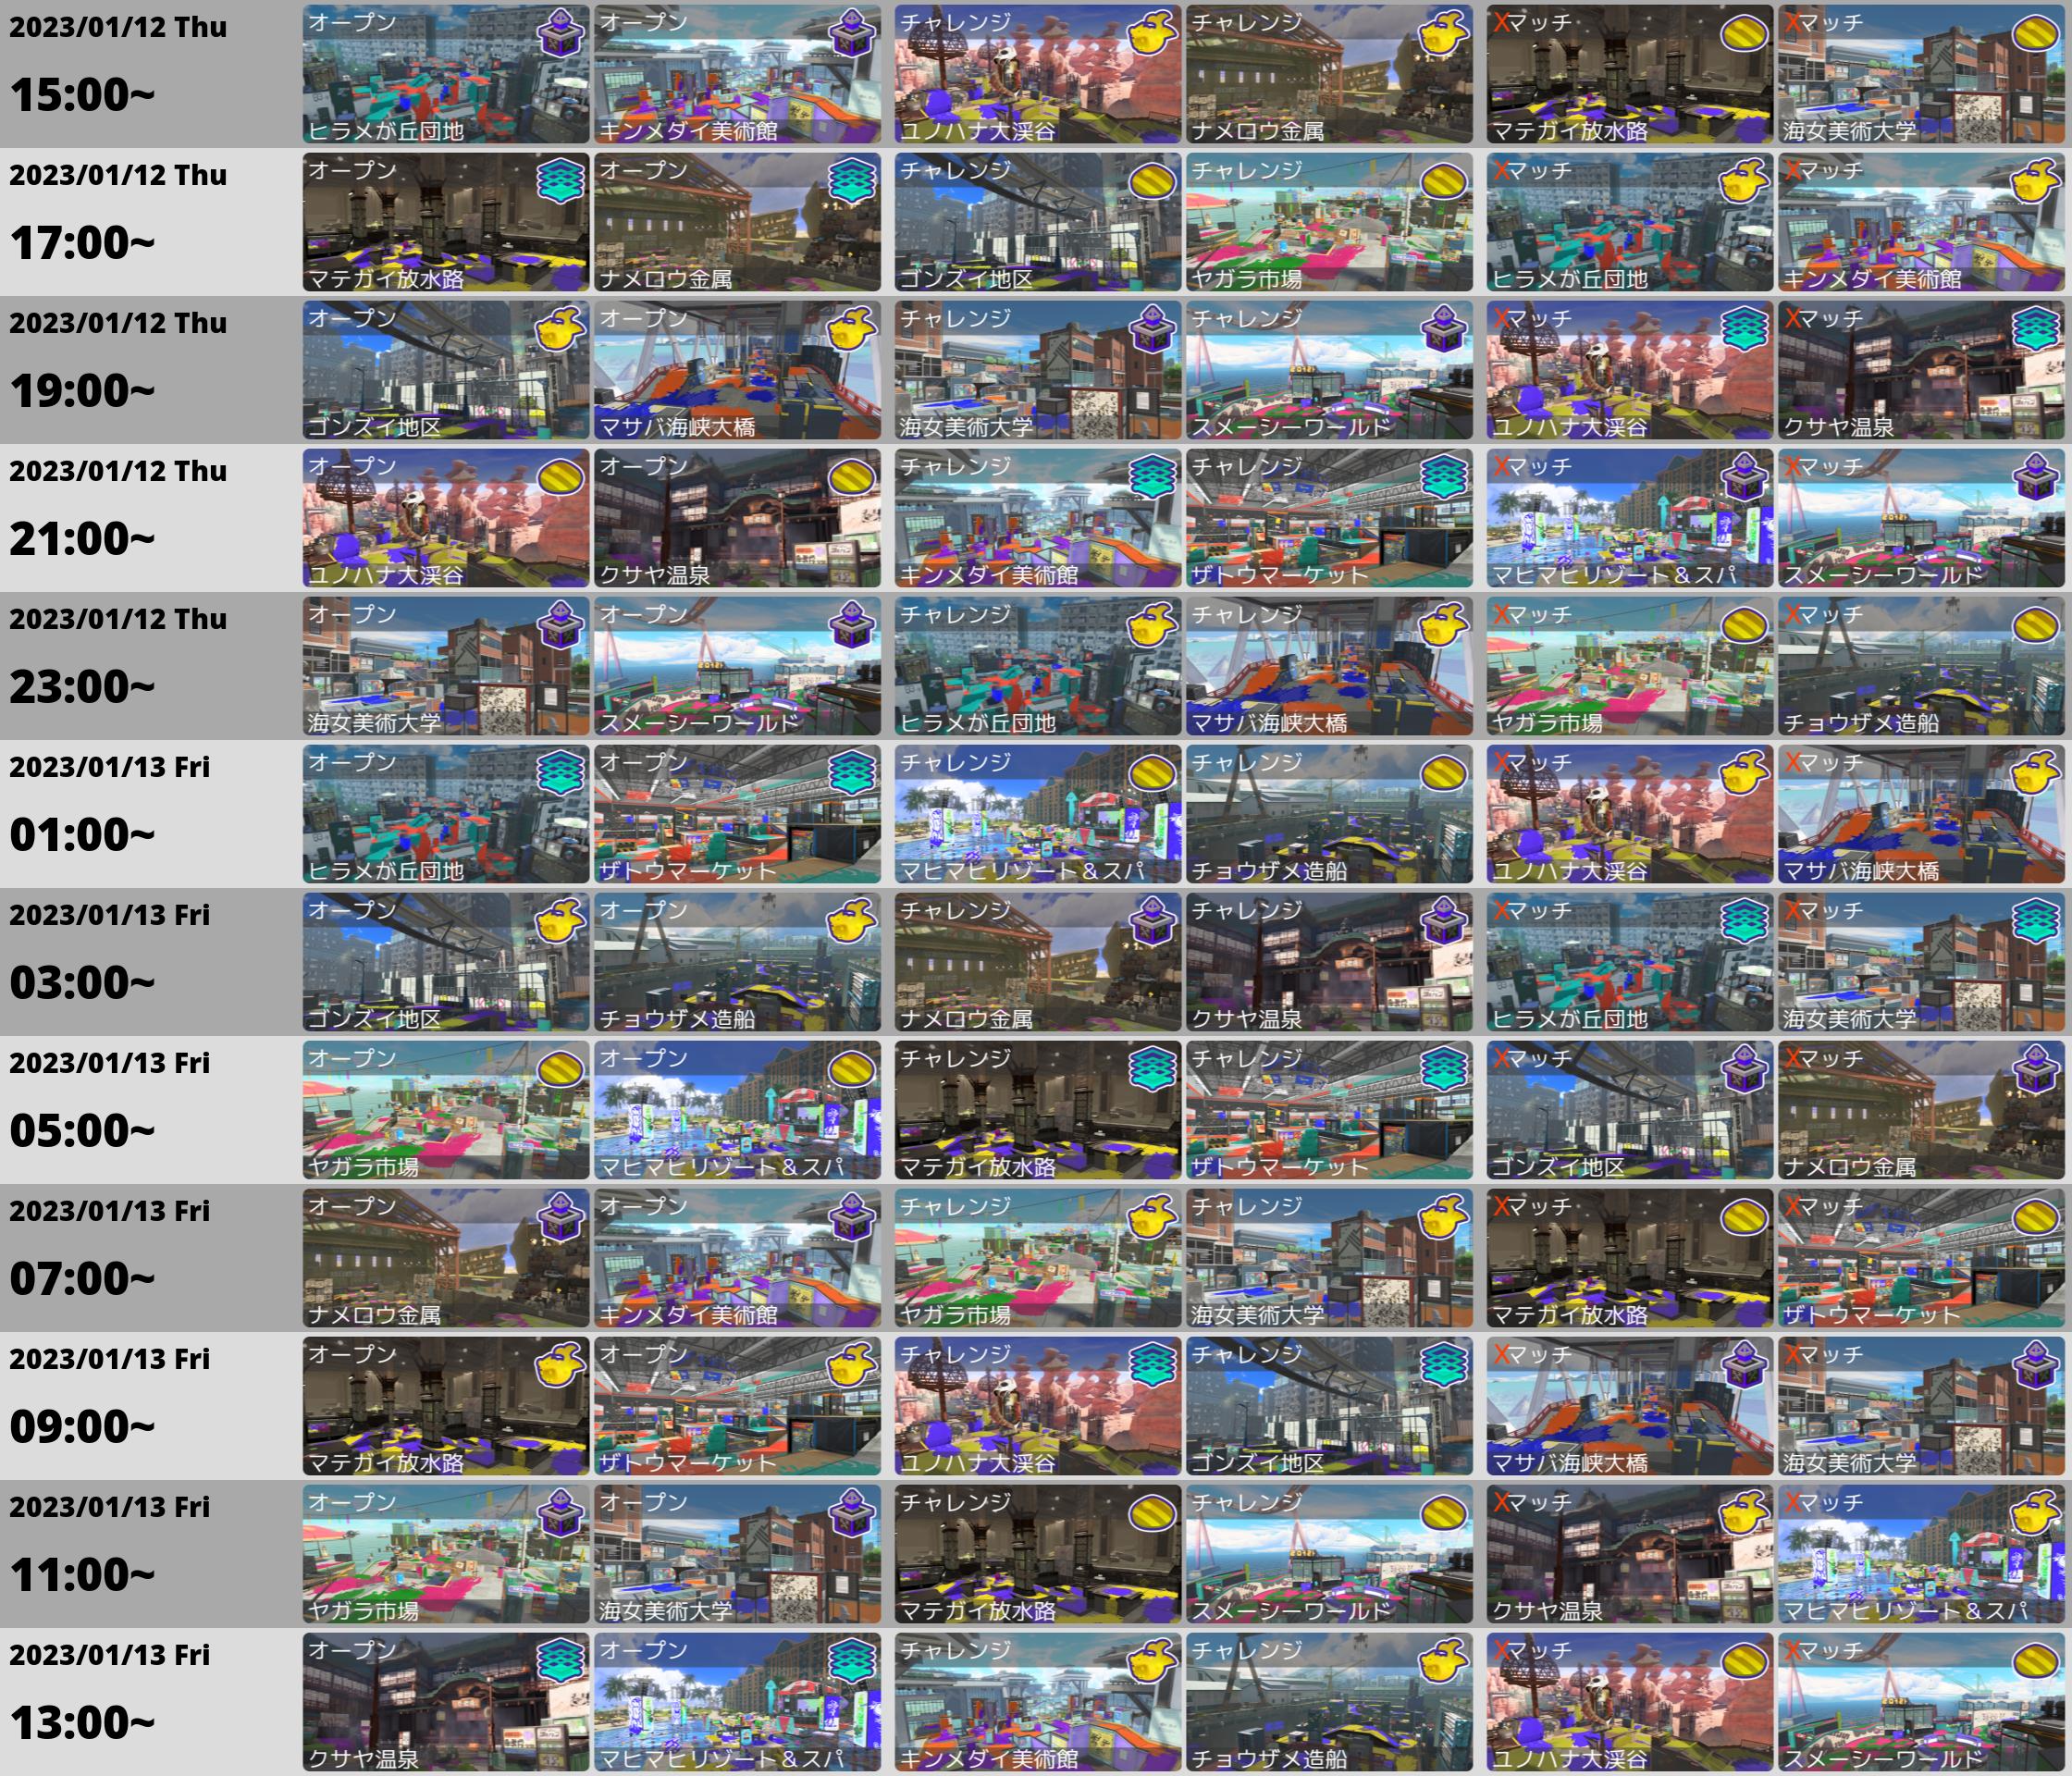 2023/01/12 Thu
15:00~
オープン オープン チャレンジ チャレンジ Xマッチ Xマッチ
ヒラメが丘団地 キンメダイ美術館 ユノハナ大渓谷 ナメロウ金属 マテガイ放水路 海女美術大学
2023/01/12 Thu
17:00~
オープン オープン チャレンジ チャレンジ Xマッチ Xマッチ
マテガイ放水路 ナメロウ金属 ゴンズイ地区 ヤガラ市場 ヒラメが丘団地 キンメダイ美術館
2023/01/12 Thu
19:00~
オープン オープン チャレンジ チャレンジ Xマッチ Xマッチ
ゴンズイ地区 マサバ海峡大橋 海女美術大学 スメーシーワールド ユノハナ大渓谷 クサヤ温泉
2023/01/12 Thu
21:00~
オープン オープン チャレンジ チャレンジ Xマッチ Xマッチ
ユノハナ大渓谷 クサヤ温泉 キンメダイ美術館 ザトウマーケット マヒマヒリゾート&スパ スメーシーワールド
2023/01/12 Thu
23:00~
オープン オープン チャレンジ チャレンジ Xマッチ Xマッチ
海女美術大学 スメーシーワールド ヒラメが丘団地 マサバ海峡大橋 ヤガラ市場 チョウザメ造船
2023/01/13 Fri
01:00~
オープン オープン チャレンジ チャレンジ Xマッチ Xマッチ
ヒラメが丘団地 ザトウマーケット マヒマヒリゾート&スパ チョウザメ造船 ユノハナ大渓谷 マサバ海峡大橋
2023/01/13 Fri
03:00~
オープン オープン チャレンジ チャレンジ Xマッチ Xマッチ
ゴンズイ地区 チョウザメ造船 ナメロウ金属 クサヤ温泉 ヒラメが丘団地 海女美術大学
2023/01/13 Fri
05:00~
オープン オープン チャレンジ チャレンジ Xマッチ Xマッチ
ヤガラ市場 マヒマヒリゾート&スパ マテガイ放水路 ザトウマーケット ゴンズイ地区 ナメロウ金属
2023/01/13 Fri
07:00~
オープン オープン チャレンジ チャレンジ Xマッチ Xマッチ
ナメロウ金属 キンメダイ美術館 ヤガラ市場 海女美術大学 マテガイ放水路 ザトウマーケット
2023/01/13 Fri
09:00~
オープン オープン チャレンジ チャレンジ Xマッチ Xマッチ
マテガイ放水路 ザトウマーケット ユノハナ大渓谷 ゴンズイ地区 マサバ海峡大橋 海女美術大学
2023/01/13 Fri
11:00~
オープン オープン チャレンジ チャレンジ Xマッチ Xマッチ
ヤガラ市場 海女美術大学 マテガイ放水路 スメーシーワールド クサヤ温泉 マヒマヒリゾート&スパ
2023/01/13 Fri
13:00~
オープン オープン チャレンジ チャレンジ Xマッチ Xマッチ
クサヤ温泉 マヒマヒリゾート&スパ キンメダイ美術館 チョウザメ造船 ユノハナ大渓谷 スメーシーワールド